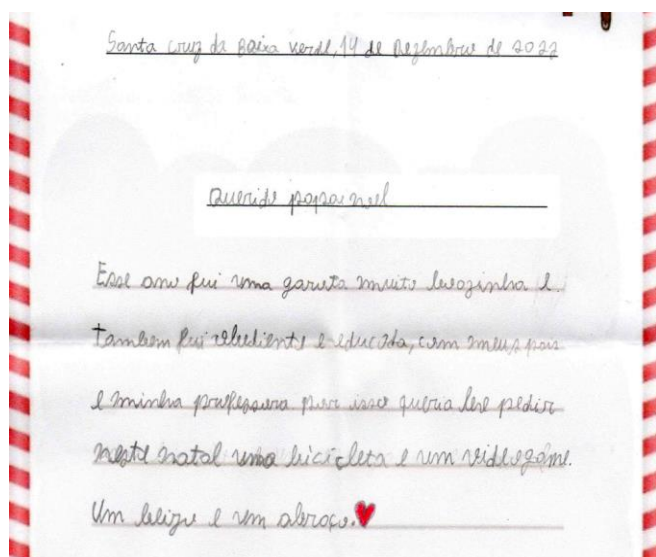 Santa Cruz da Baixa Verde, 14 de Dezembro de 2022
Queride papai noel
Esse ano fui uma garota muito boazinha e
tambem fui obediente e educada, com meus pais
e minha professora por isso queria lhe pedir
neste natal uma bicicleta e um videogame.
Um beijo e um abraço.